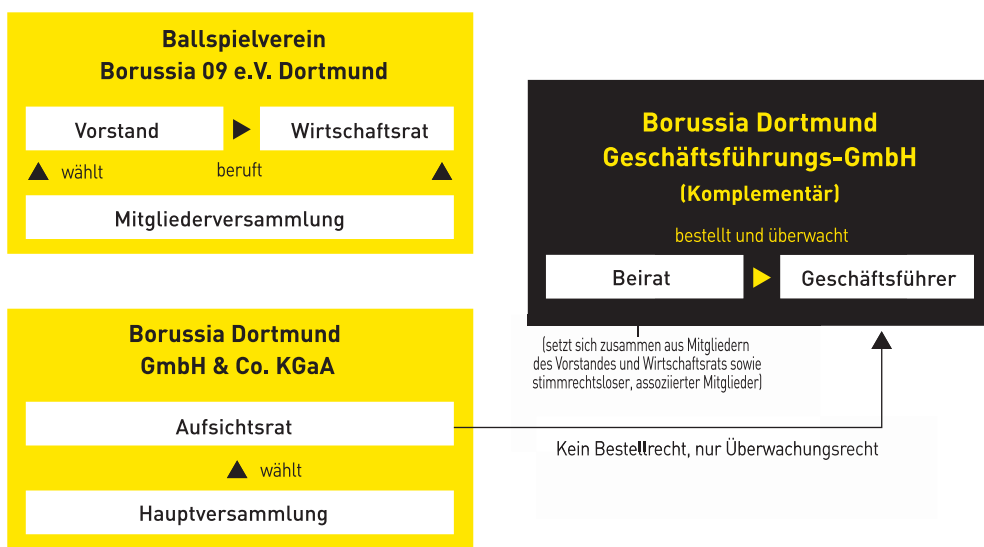 Ballspielverein
Borussia 09 e.V. Dortmund
Vorstand
Wirtschaftsrat
wählt
beruft
Mitgliederversammlung
Borussia Dortmund
Geschäftsführungs-GmbH
(Komplementär)
bestellt und überwacht
Beirat
Geschäftsführer
(setzt sich zusammen aus Mitgliedern
des Vorstandes und Wirtschaftsrats sowie
stimmrechtsloser, assoziierter Mitglieder)
Borussia Dortmund
GmbH & Co. KGaA
Aufsichtsrat
wählt
Hauptversammlung
Kein Bestellrecht, nur Überwachungsrecht